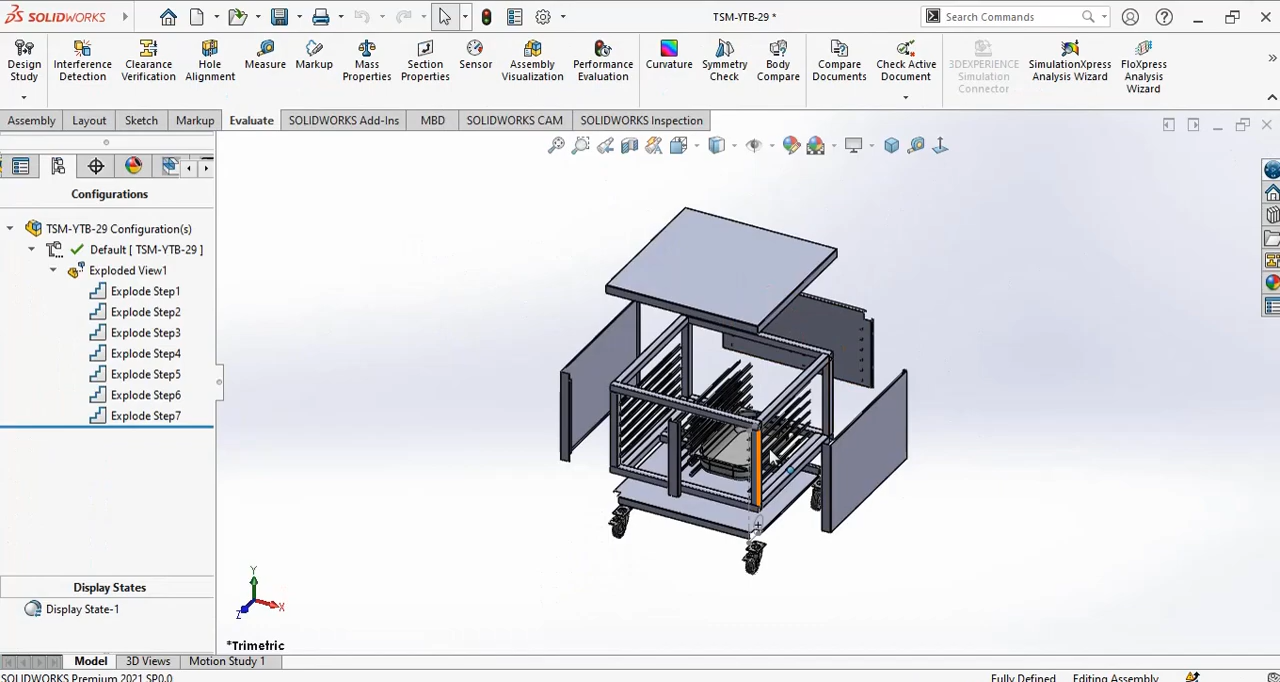 SOLIDWORKS
TSM-YTB-29 *
Search Commands
Design Study
Interference Detection
Clearance Verification
Hole Alignment
Measure
Markup
Mass Properties
Section Properties
Sensor
Assembly Visualization
Performance Evaluation
Curvature
Symmetry Check
Body Compare
Compare Documents
Check Active Document
3DEXPERIENCE Simulation Connector
SimulationXpress Analysis Wizard
FloXpress Analysis Wizard
Assembly
Layout
Sketch
Markup
Evaluate
SOLIDWORKS Add-Ins
MBD
SOLIDWORKS CAM
SOLIDWORKS Inspection
Configurations
TSM-YTB-29 Configuration(s)
Default [ TSM-YTB-29 ]
Exploded View1
Explode Step1
Explode Step2
Explode Step3
Explode Step4
Explode Step5
Explode Step6
Explode Step7
Display States
Display State-1
Y
X
Z
*Trimetric
Model
3D Views
Motion Study 1
SOLIDWORKS Premium 2021 SP0.0
Fully Defined
Editing Assembly